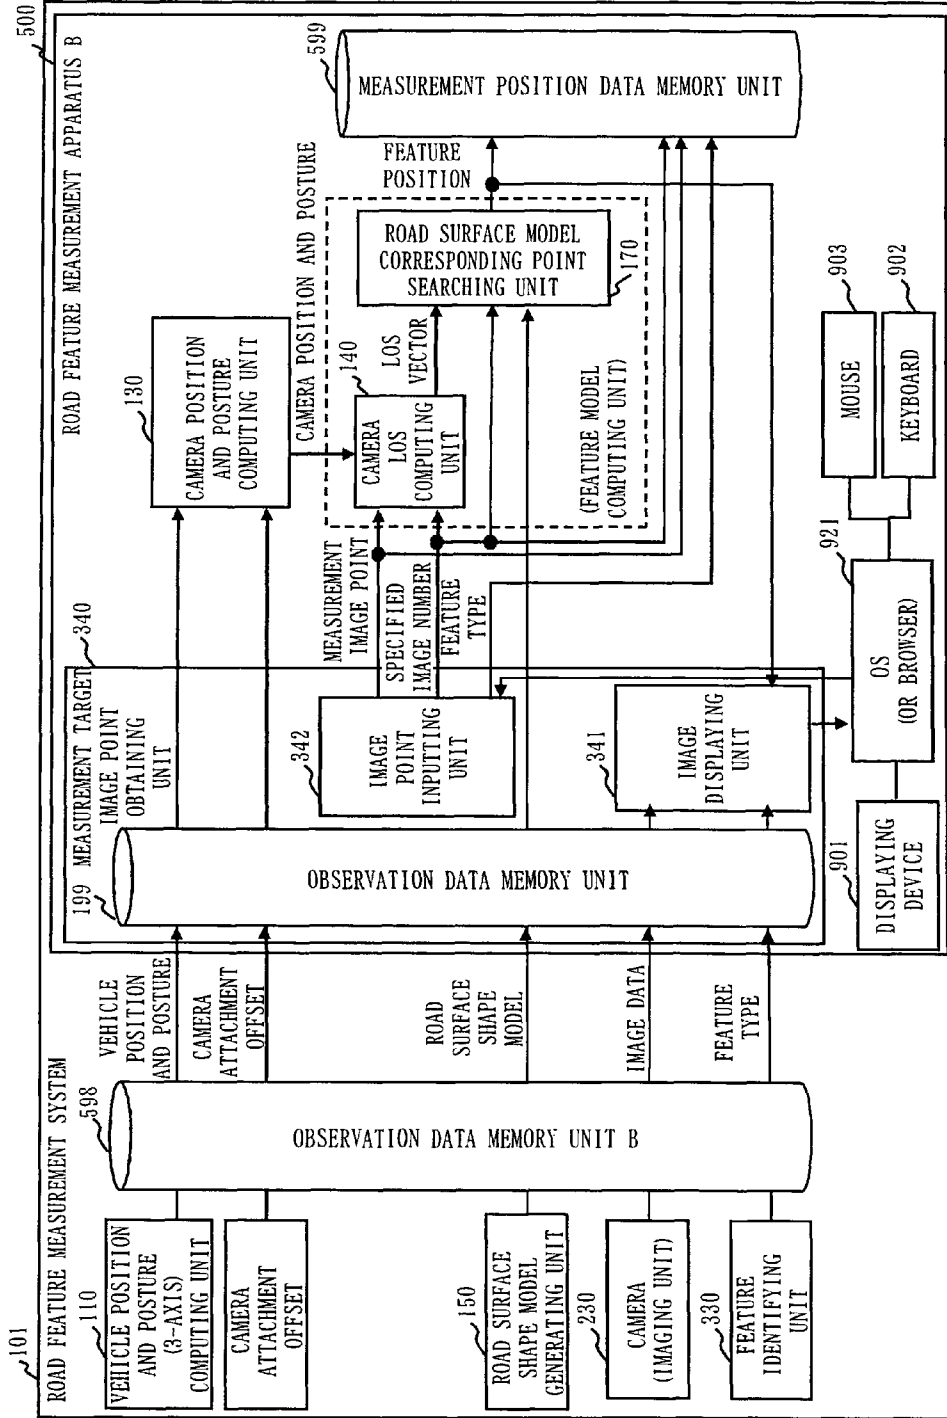 101
ROAD FEATURE MEASUREMENT SYSTEM
110
VEHICLE POSITION
AND POSTURE
(3-AXIS)
COMPUTING UNIT
CAMERA
ATTACHMENT
OFFSET
150
ROAD SURFACE
SHAPE MODEL
GENERATING UNIT
230
CAMERA
(IMAGING UNIT)
330
FEATURE
IDENTIFYING
UNIT
598
OBSERVATION DATA MEMORY UNIT B
VEHICLE
POSITION
AND POSTURE
CAMERA
ATTACHMENT
OFFSET
ROAD
SURFACE
SHAPE
MODEL
IMAGE DATA
FEATURE
TYPE
500
ROAD FEATURE MEASUREMENT APPARATUS B
340
199
MEASUREMENT TARGET
IMAGE POINT
OBTAINING
UNIT
OBSERVATION DATA MEMORY UNIT
342
IMAGE
POINT
INPUTTING
UNIT
341
IMAGE
DISPLAYING
UNIT
MEASUREMENT
IMAGE POINT
SPECIFIED
IMAGE NUMBER
FEATURE
TYPE
130
CAMERA POSITION
AND POSTURE
COMPUTING UNIT
CAMERA POSITION AND POSTURE
140
CAMERA
LOS
COMPUTING
UNIT
LOS
VECTOR
ROAD SURFACE MODEL
CORRESPONDING POINT
SEARCHING UNIT
170
(FEATURE MODEL
COMPUTING UNIT)
FEATURE
POSITION
599
MEASUREMENT POSITION DATA MEMORY UNIT
901
DISPLAYING
DEVICE
921
OS
(OR BROWSER)
903
MOUSE
902
KEYBOARD